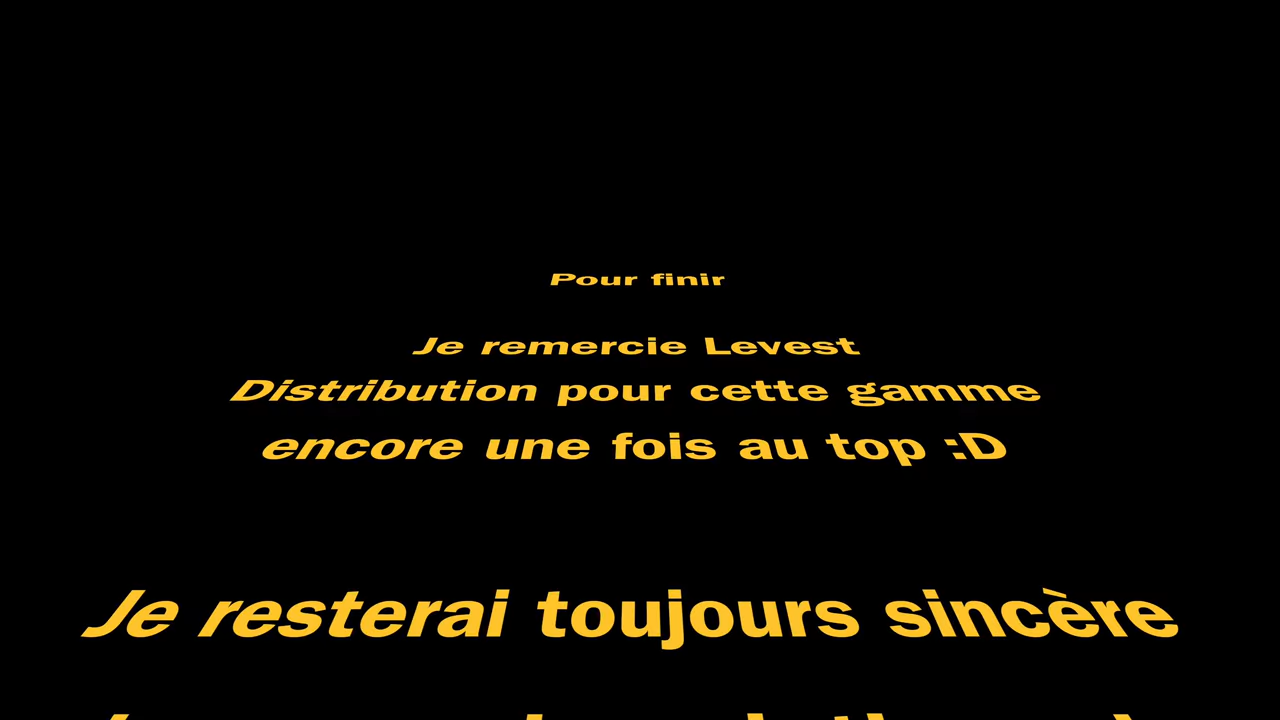 Pour finir
Je remercie Levest
Distribution pour cette gamme
encore une fois au top :D
Je resterai toujours sincère